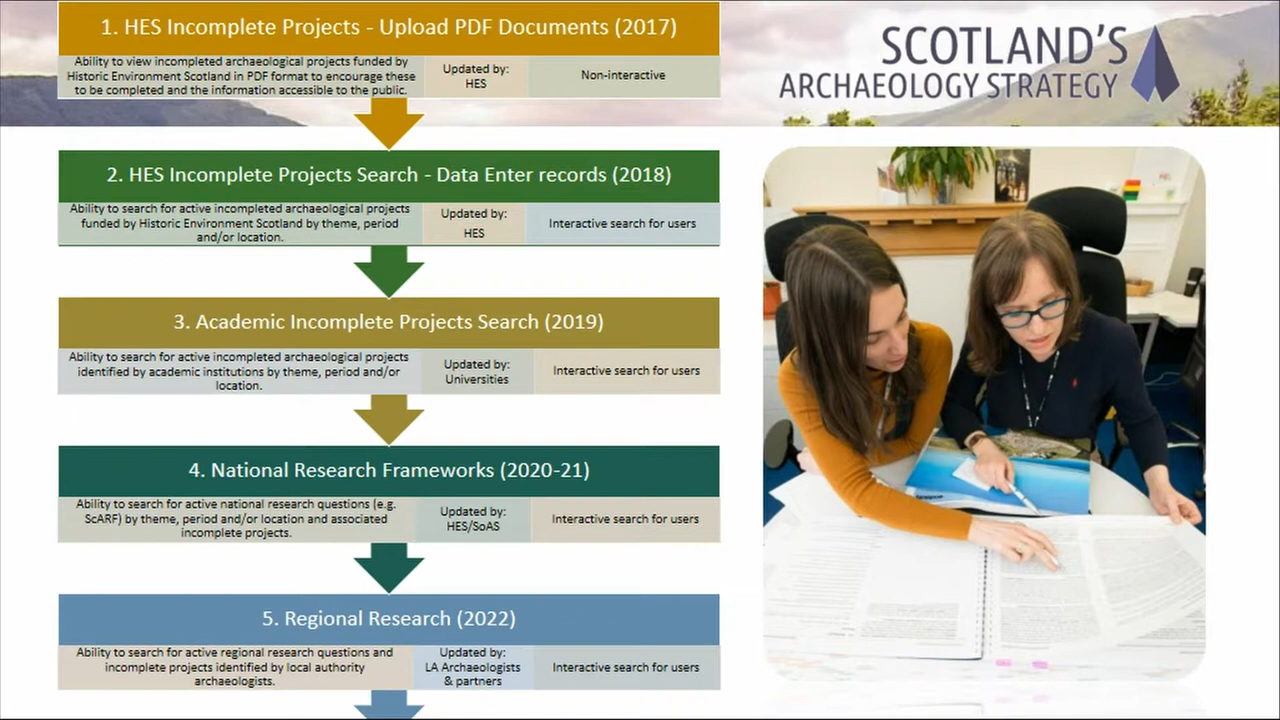 1. HES Incomplete Projects - Upload PDF Documents (2017)
Ability to view incompleted archaeological projects funded by
Historic Environment Scotland in PDF format to encourage these
to be completed and the information accessible to the public.
Updated by:
HES
Non-interactive
SCOTLAND'S
ARCHAEOLOGY STRATEGY
2. HES Incomplete Projects Search - Data Enter records (2018)
Ability to search for active incompleted archaeological projects
funded by Historic Environment Scotland by theme, period
and/or location.
Updated by:
HES
Interactive search for users
3. Academic Incomplete Projects Search (2019)
Ability to search for active incompleted archaeological projects
identified by academic institutions by theme, period and/or
location.
Updated by:
Universities
Interactive search for users
4. National Research Frameworks (2020-21)
Ability to search for active national research questions (e.g.
ScARF) by theme, period and/or location and associated
incomplete projects.
Updated by:
HES/SoAS
Interactive search for users
5. Regional Research (2022)
Ability to search for active regional research questions and
incomplete projects identified by local authority
archaeologists.
Updated by:
LA Archaeologists
& partners
Interactive search for users